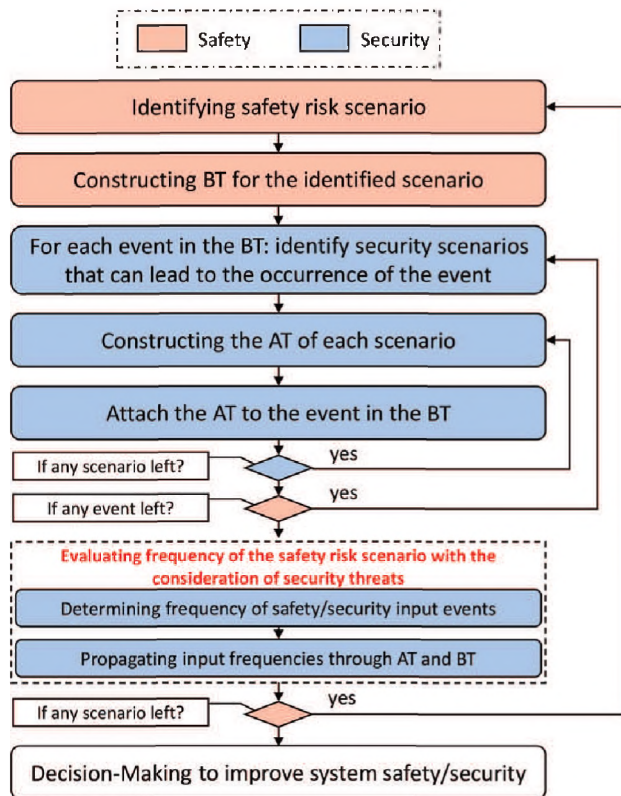 Safety
Security
Identifying safety risk scenario
Constructing BT for the identified scenario
For each event in the BT: identify security scenarios
that can lead to the occurrence of the event
Constructing the AT of each scenario
Attach the AT to the event in the BT
If any scenario left?
yes
If any event left?
yes
Evaluating frequency of the safety risk scenario with the
consideration of security threats
Determining frequency of safety/security input events
Propagating input frequencies through AT and BT
If any scenario left?
yes
Decision-Making to improve system safety/security